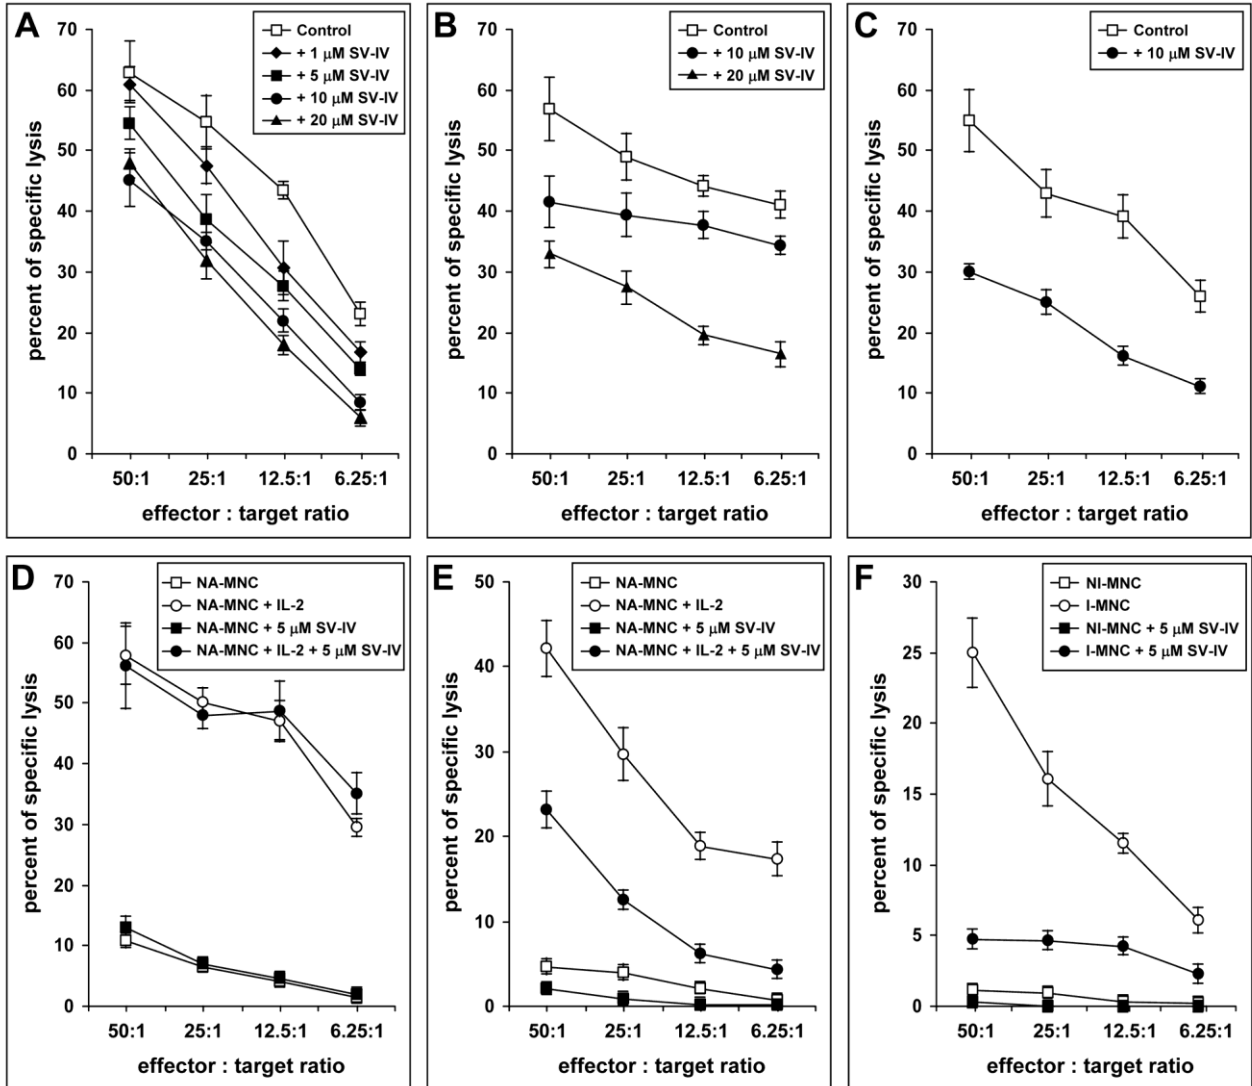 A
Control
+ 1 μM SV-IV
+ 5 μM SV-IV
+ 10 μM SV-IV
+ 20 μM SV-IV
percent of specific lysis
70
60
50
40
30
20
10
0
50:1 25:1 12.5:1 6.25:1
effector : target ratio
B
Control
+ 10 μM SV-IV
+ 20 μM SV-IV
percent of specific lysis
70
60
50
40
30
20
10
0
50:1 25:1 12.5:1 6.25:1
effector : target ratio
C
Control
+ 10 μM SV-IV
percent of specific lysis
70
60
50
40
30
20
10
0
50:1 25:1 12.5:1 6.25:1
effector : target ratio
D
NA-MNC
NA-MNC + IL-2
NA-MNC + 5 μM SV-IV
NA-MNC + IL-2 + 5 μM SV-IV
percent of specific lysis
70
60
50
40
30
20
10
0
50:1 25:1 12.5:1 6.25:1
effector : target ratio
E
NA-MNC
NA-MNC + IL-2
NA-MNC + 5 μM SV-IV
NA-MNC + IL-2 + 5 μM SV-IV
percent of specific lysis
50
40
30
20
10
0
50:1 25:1 12.5:1 6.25:1
effector : target ratio
F
NI-MNC
I-MNC
NI-MNC + 5 μM SV-IV
I-MNC + 5 μM SV-IV
percent of specific lysis
30
25
20
15
10
5
0
50:1 25:1 12.5:1 6.25:1
effector : target ratio